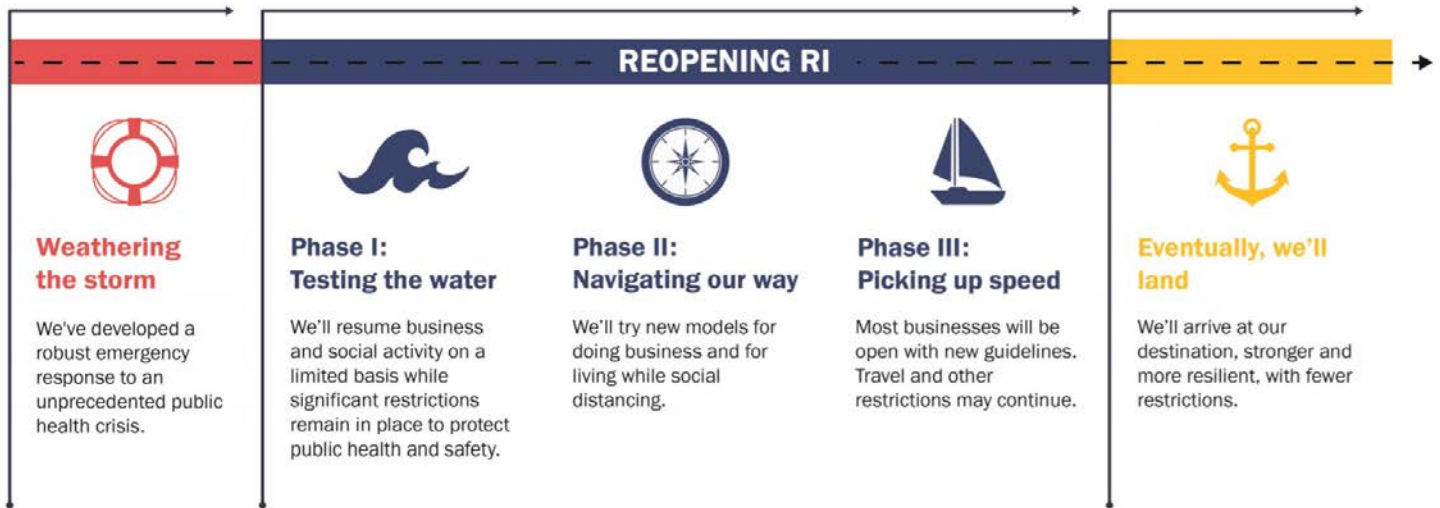 REOPENING RI
Weathering
the storm
We've developed a
robust emergency
response to an
unprecedented public
health crisis.
Phase I:
Testing the water
We'll resume business
and social activity on a
limited basis while
significant restrictions
remain in place to protect
public health and safety.
Phase II:
Navigating our way
We'll try new models for
doing business and for
living while social
distancing.
Phase III:
Picking up speed
Most businesses will be
open with new guidelines.
Travel and other
restrictions may continue.
Eventually, we'll
land
We'll arrive at our
destination, stronger and
more resilient, with fewer
restrictions.